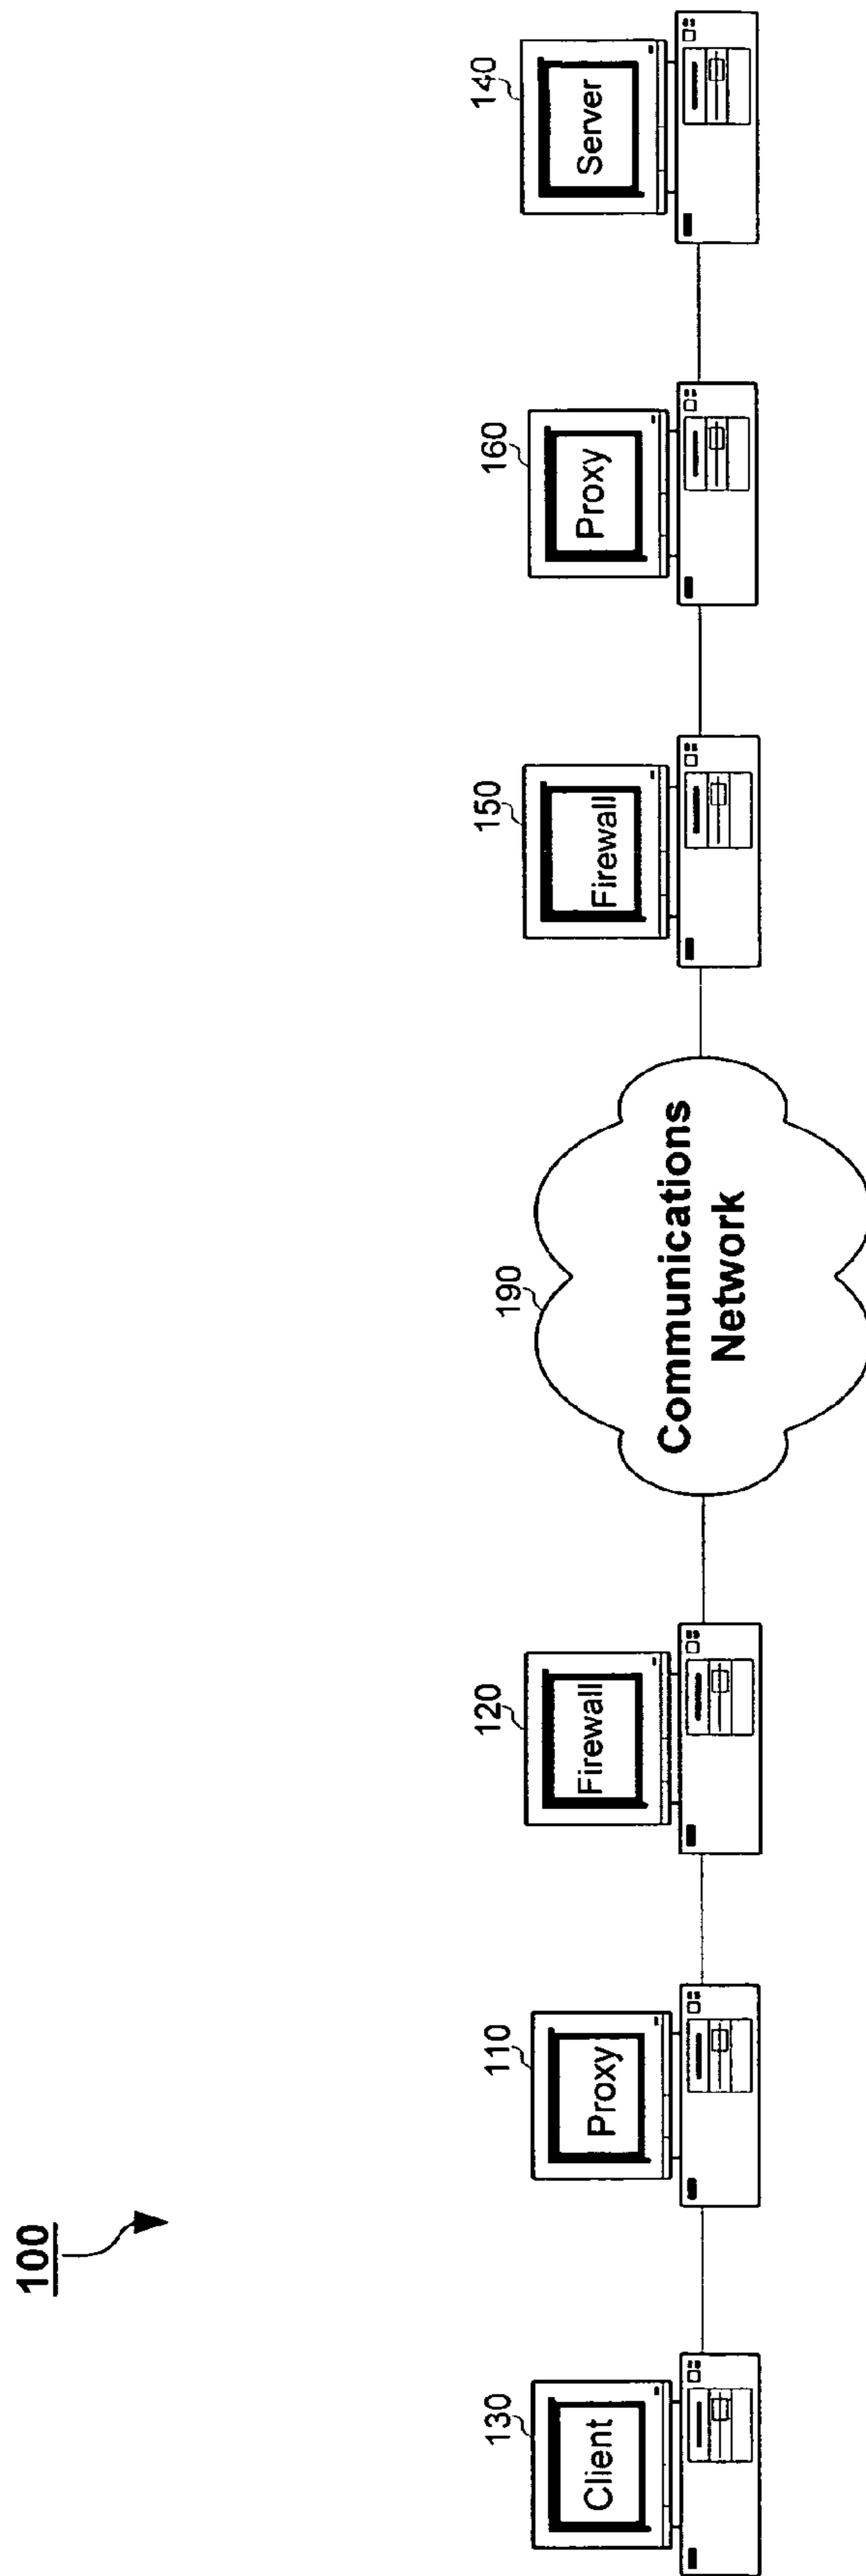 100
130
Client
110
Proxy
120
Firewall
190
Communications
Network
150
Firewall
160
Proxy
140
Server